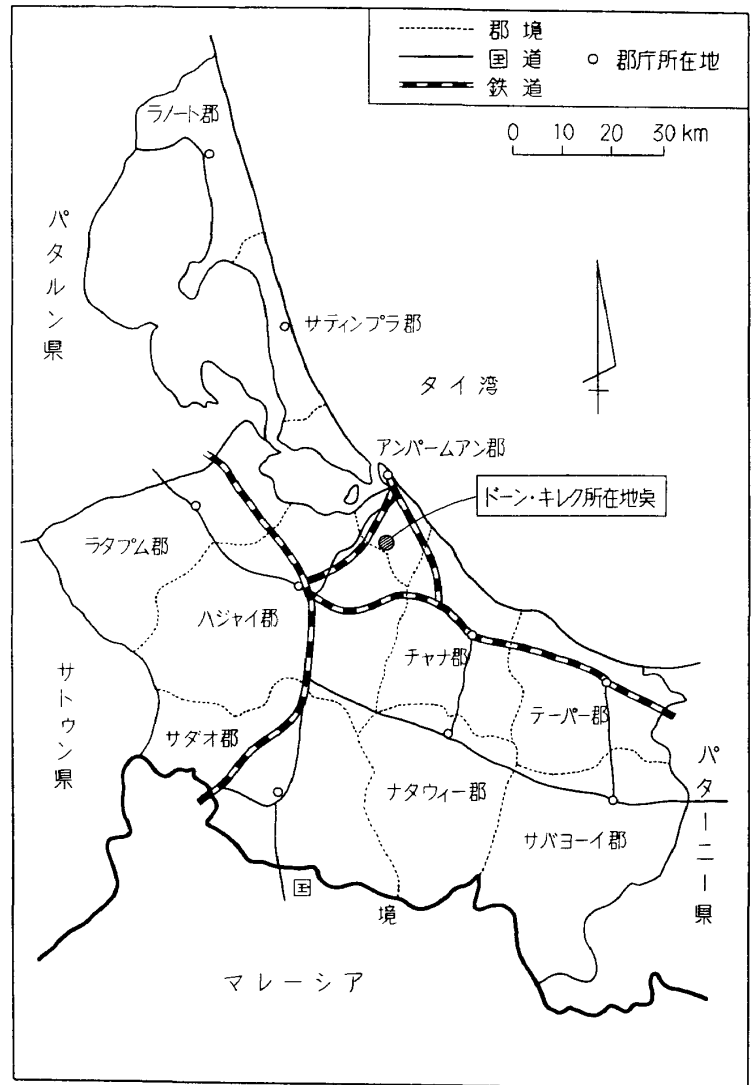 郡境
国道
鉄道
郡庁所在地
0 10 20 30 km
ラノート郡
パタルン県
サティンプラ郡
タイ湾
アンパームアン郡
ドーン・キレク所在地点
ラタプム郡
ハジャイ郡
チャナ郡
テーパー郡
サトゥン県
サダオ郡
ナタウィー郡
サバヨーイ郡
パターニー県
国境
マレーシア